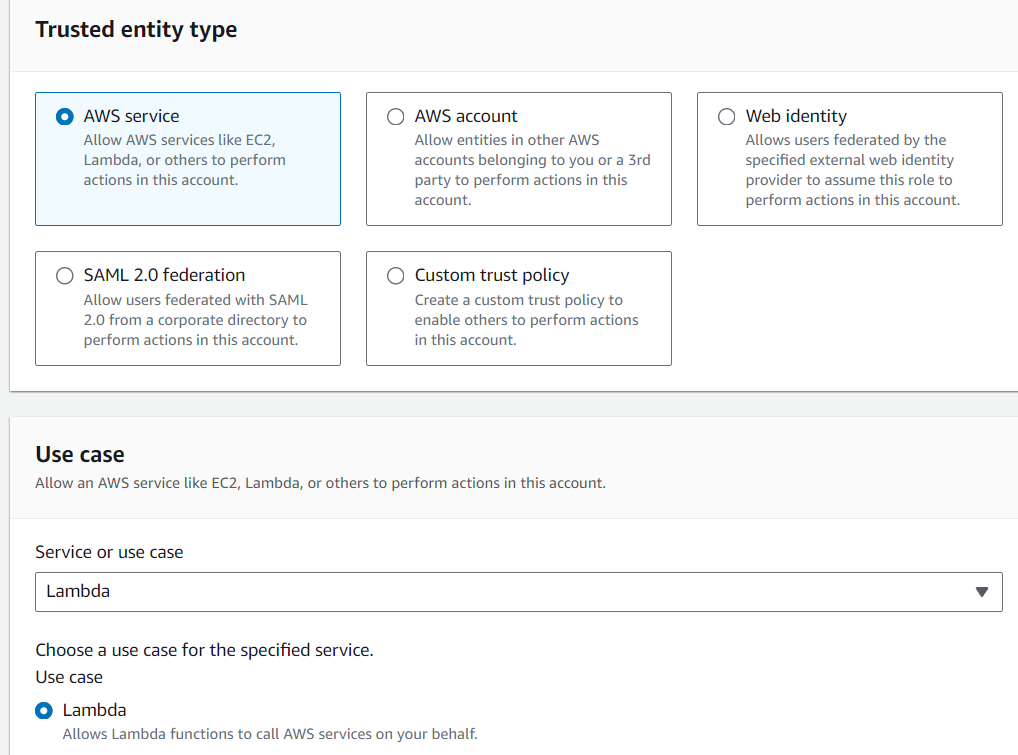 Trusted entity type
AWS service
Allow AWS services like EC2,
Lambda, or others to perform
actions in this account.
AWS account
Allow entities in other AWS
accounts belonging to you or a 3rd
party to perform actions in this
account.
Web identity
Allows users federated by the
specified external web identity
provider to assume this role to
perform actions in this account.
SAML 2.0 federation
Allow users federated with SAML
2.0 from a corporate directory to
perform actions in this account.
Custom trust policy
Create a custom trust policy to
enable others to perform actions
in this account.
Use case
Allow an AWS service like EC2, Lambda, or others to perform actions in this account.
Service or use case
Lambda
Choose a use case for the specified service.
Use case
Lambda
Allows Lambda functions to call AWS services on your behalf.